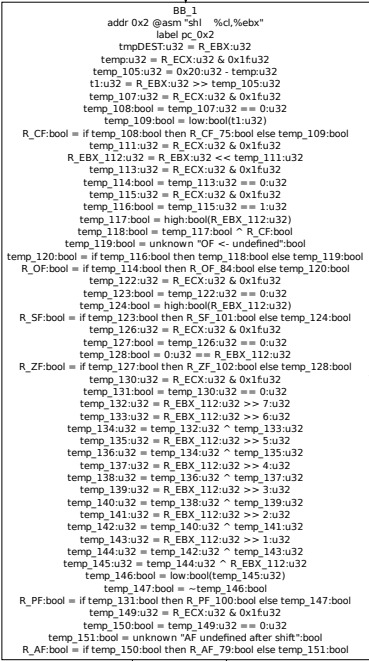 BB_1
addr 0x2 @asm "shl    %cl,%ebx"
label pc_0x2
tmpDEST:u32 = R_EBX:u32
temp:u32 = R_ECX:u32 & 0x1f:u32
temp_105:u32 = 0x20:u32 - temp:u32
t1:u32 = R_EBX:u32 >> temp_105:u32
temp_107:u32 = R_ECX:u32 & 0x1f:u32
temp_108:bool = temp_107:u32 == 0:u32
temp_109:bool = low:bool(t1:u32)
R_CF:bool = if temp_108:bool then R_CF_75:bool else temp_109:bool
temp_111:u32 = R_ECX:u32 & 0x1f:u32
R_EBX_112:u32 = R_EBX:u32 << temp_111:u32
temp_113:u32 = R_ECX:u32 & 0x1f:u32
temp_114:bool = temp_113:u32 == 0:u32
temp_115:u32 = R_ECX:u32 & 0x1f:u32
temp_116:bool = temp_115:u32 == 1:u32
temp_117:bool = high:bool(R_EBX_112:u32)
temp_118:bool = temp_117:bool ^ R_CF:bool
temp_119:bool = unknown "OF <- undefined":bool
temp_120:bool = if temp_116:bool then temp_118:bool else temp_119:bool
R_OF:bool = if temp_114:bool then R_OF_84:bool else temp_120:bool
temp_122:u32 = R_ECX:u32 & 0x1f:u32
temp_123:bool = temp_122:u32 == 0:u32
temp_124:bool = high:bool(R_EBX_112:u32)
R_SF:bool = if temp_123:bool then R_SF_101:bool else temp_124:bool
temp_126:u32 = R_ECX:u32 & 0x1f:u32
temp_127:bool = temp_126:u32 == 0:u32
temp_128:bool = 0:u32 == R_EBX_112:u32
R_ZF:bool = if temp_127:bool then R_ZF_102:bool else temp_128:bool
temp_130:u32 = R_ECX:u32 & 0x1f:u32
temp_131:bool = temp_130:u32 == 0:u32
temp_132:u32 = R_EBX_112:u32 >> 7:u32
temp_133:u32 = R_EBX_112:u32 >> 6:u32
temp_134:u32 = temp_132:u32 ^ temp_133:u32
temp_135:u32 = R_EBX_112:u32 >> 5:u32
temp_136:u32 = temp_134:u32 ^ temp_135:u32
temp_137:u32 = R_EBX_112:u32 >> 4:u32
temp_138:u32 = temp_136:u32 ^ temp_137:u32
temp_139:u32 = R_EBX_112:u32 >> 3:u32
temp_140:u32 = temp_138:u32 ^ temp_139:u32
temp_141:u32 = R_EBX_112:u32 >> 2:u32
temp_142:u32 = temp_140:u32 ^ temp_141:u32
temp_143:u32 = R_EBX_112:u32 >> 1:u32
temp_144:u32 = temp_142:u32 ^ temp_143:u32
temp_145:u32 = temp_144:u32 ^ R_EBX_112:u32
temp_146:bool = low:bool(temp_145:u32)
temp_147:bool = ~temp_146:bool
R_PF:bool = if temp_131:bool then R_PF_100:bool else temp_147:bool
temp_149:u32 = R_ECX:u32 & 0x1f:u32
temp_150:bool = temp_149:u32 == 0:u32
temp_151:bool = unknown "AF undefined after shift":bool
R_AF:bool = if temp_150:bool then R_AF_79:bool else temp_151:bool